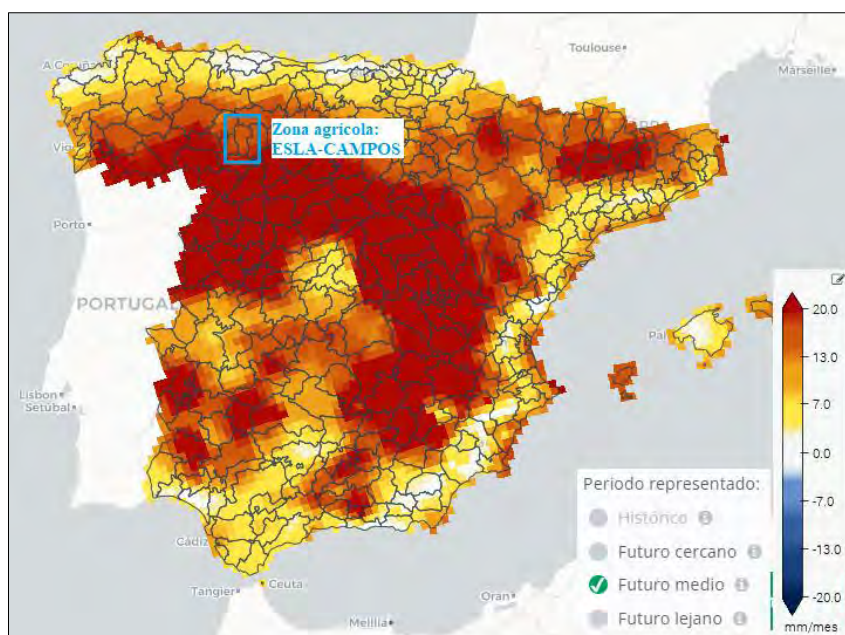 Toulouse
A Coruña
Marseille
Zona agrícola:
ESLA-CAMPOS
Porto
PORTUGAL
20.0
13.0
Lisbon
Setúbal
7.0
0.0
Periodo representado:
-7.0
Histórico
Futuro cercano
-13.0
Cádiz
Futuro medio
Tangier
Ceuta
Oran
-20.0
Melilla
Futuro lejano
mm/mes